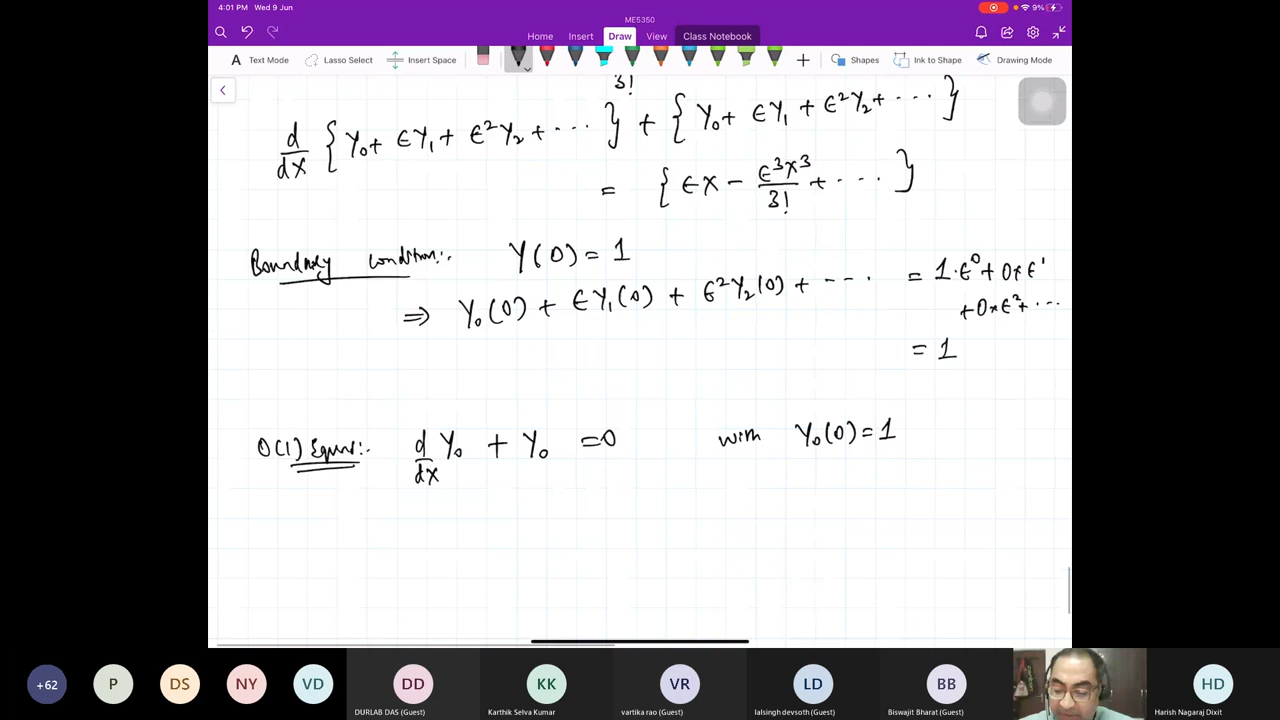 4:01 PM Wed 9 Jun
9%
ME5350
Home Insert Draw View Class Notebook
Text Mode Lasso Select Insert Space Shapes Ink to Shape Drawing Mode
3!
d/dX { Y₀ + ϵY₁ + ϵ²Y₂ + ··· } + { Y₀ + ϵY₁ + ϵ²Y₂ + ··· }
= { ϵX − ϵ³X³/3! + ··· }
Boundary condition:. Y(0) = 1
⇒ Y₀(0) + ϵY₁(0) + ϵ²Y₂(0) + --- = 1·ϵ⁰ + 0×ϵ¹
+0×ϵ²+ ···
= 1
O(1) :. d/dX Y₀ + Y₀ =0 with Y₀(0) = 1
+62 P DS NY VD DD KK VR LD BB HD
DURLAB DAS (Guest) Karthik Selva Kumar vartika rao (Guest) lalsingh devsoth (Guest) Biswajit Bharat (Guest) Harish Nagaraj Dixit